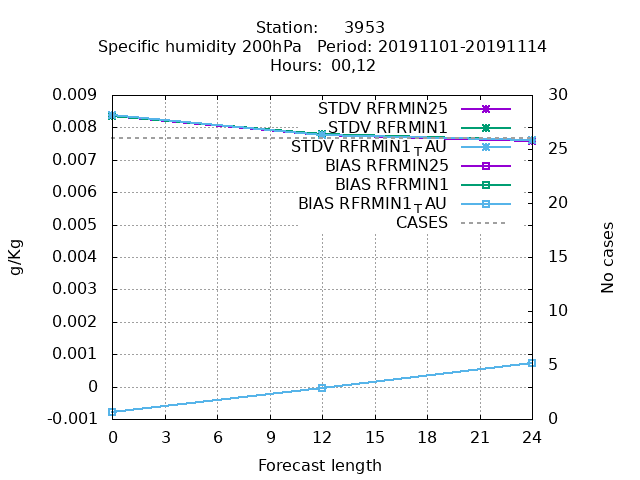 Station: 3953
Specific humidity 200hPa Period: 20191101-20191114
Hours: 00,12
0.009
0.008
0.007
0.006
0.005
0.004
0.003
0.002
0.001
0
-0.001
g/Kg
STDV RFRMIN25
STDV RFRMIN1
STDV RFRMIN1_TAU
BIAS RFRMIN25
BIAS RFRMIN1
BIAS RFRMIN1_TAU
CASES
30
25
20
15
10
5
0
No cases
0 3 6 9 12 15 18 21 24
Forecast length